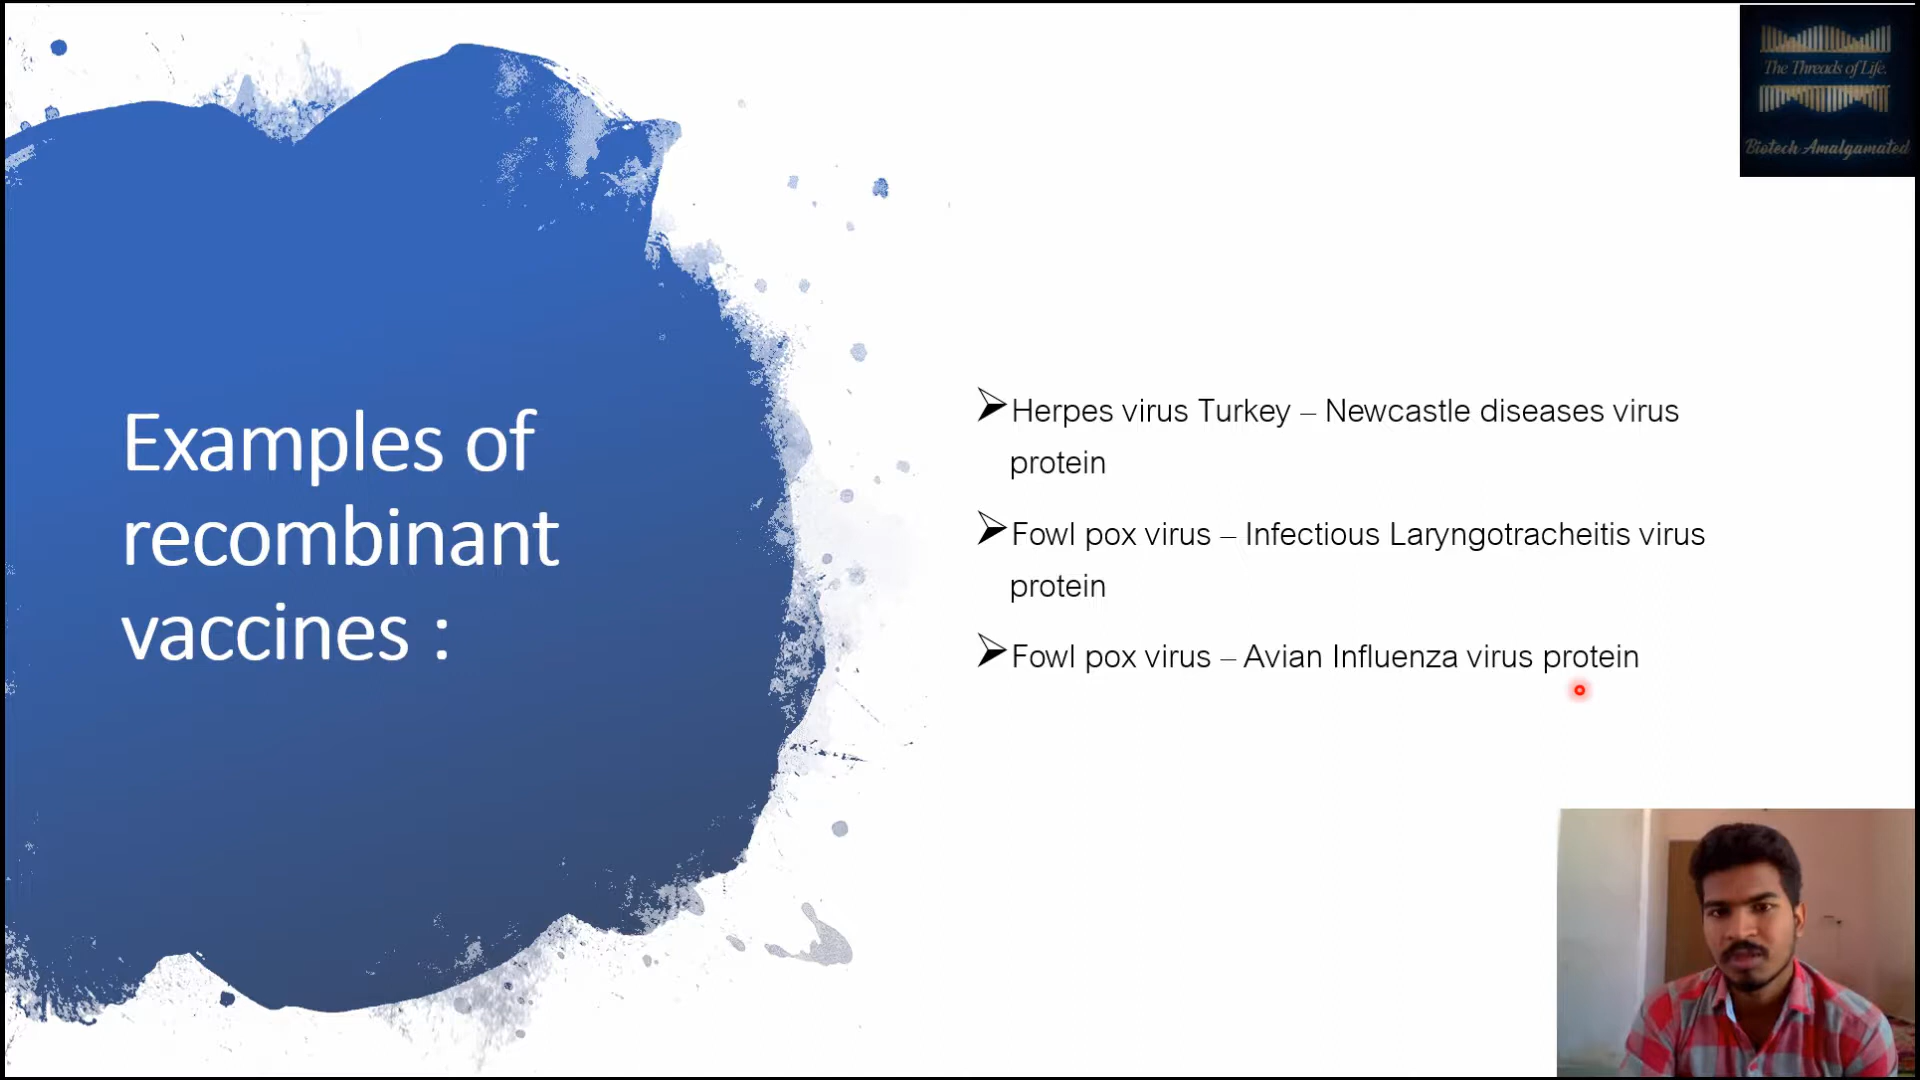 The Threads of Life.
Biotech Amalgamated
Examples of
recombinant
vaccines :
➢Herpes virus Turkey – Newcastle diseases virus
protein
➢Fowl pox virus – Infectious Laryngotracheitis virus
protein
➢Fowl pox virus – Avian Influenza virus protein